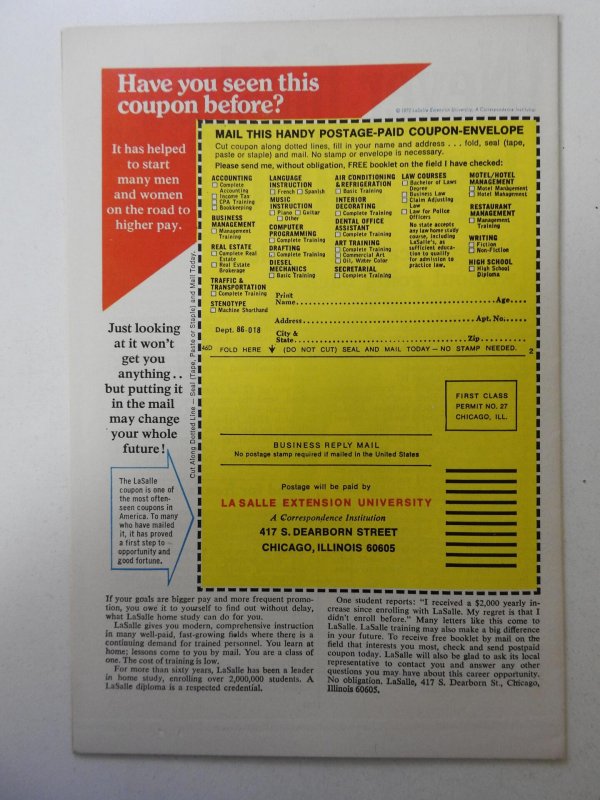 Have you seen this
coupon before?
© 1972 LaSalle Extension University, A Correspondence Institution
It has helped
to start
many men
and women
on the road to
higher pay.
Just looking
at it won't
get you
anything . .
but putting it
in the mail
may change
your whole
future!
The LaSalle
coupon is one of
the most often-
seen coupons in
America. To many
who have mailed
it, it has proved
a first step to
opportunity and
good fortune.
Cut Along Dotted Line — Seal (Tape, Paste or Staple) and Mail Today.
MAIL THIS HANDY POSTAGE-PAID COUPON-ENVELOPE
Cut coupon along dotted lines, fill in your name and address . . . fold, seal (tape,
paste or staple) and mail. No stamp or envelope is necessary.
Please send me, without obligation, FREE booklet on the field I have checked:
ACCOUNTING
Complete
Accounting
Income Tax
CPA Training
Bookkeeping
BUSINESS
MANAGEMENT
Management
Training
REAL ESTATE
Complete Real
Estate
Real Estate
Brokerage
TRAFFIC &
TRANSPORTATION
Complete Training
STENOTYPE
Machine Shorthand
LANGUAGE
INSTRUCTION
French Spanish
MUSIC
INSTRUCTION
Piano Guitar
Other
COMPUTER
PROGRAMMING
Complete Training
DRAFTING
Complete Training
DIESEL
MECHANICS
Basic Training
AIR CONDITIONING
& REFRIGERATION
Basic Training
INTERIOR
DECORATING
Complete Training
DENTAL OFFICE
ASSISTANT
Complete Training
ART TRAINING
Complete Training
Commercial Art
Oil, Water Color
SECRETARIAL
Complete Training
LAW COURSES
Bachelor of Laws
Degree
Business Law
Claim Adjusting
Law
Law for Police
Officers
No state accepts
any law home study
course, including
LaSalle's, as
sufficient educa-
tion to qualify
for admission to
practice law.
MOTEL/HOTEL
MANAGEMENT
Motel Management
Hotel Management
RESTAURANT
MANAGEMENT
Management
Training
WRITING
Fiction
Non-Fiction
HIGH SCHOOL
High School
Diploma
Print
Name Age
Address Apt. No.
Dept. 86-018
City &
State Zip
46D FOLD HERE (DO NOT CUT) SEAL AND MAIL TODAY — NO STAMP NEEDED. 2
FIRST CLASS
PERMIT NO. 27
CHICAGO, ILL.
BUSINESS REPLY MAIL
No postage stamp required if mailed in the United States
Postage will be paid by
LA SALLE EXTENSION UNIVERSITY
A Correspondence Institution
417 S. DEARBORN STREET
CHICAGO, ILLINOIS 60605
If your goals are bigger pay and more frequent promo-
tion, you owe it to yourself to find out without delay,
what LaSalle home study can do for you.
LaSalle gives you modern, comprehensive instruction
in many well-paid, fast-growing fields where there is a
continuing demand for trained personnel. You learn at
home; lessons come to you by mail. You are a class of
one. The cost of training is low.
For more than sixty years, LaSalle has been a leader
in home study, enrolling over 2,000,000 students. A
LaSalle diploma is a respected credential.
One student reports: "I received a $2,000 yearly in-
crease since enrolling with LaSalle. My regret is that I
didn't enroll before." Many letters like this come to
LaSalle. LaSalle training may also make a big difference
in your future. To receive free booklet by mail on the
field that interests you most, check and send postpaid
coupon today. LaSalle will also be glad to ask its local
representative to contact you and answer any other
questions you may have about this career opportunity.
No obligation. LaSalle, 417 S. Dearborn St., Chicago,
Illinois 60605.